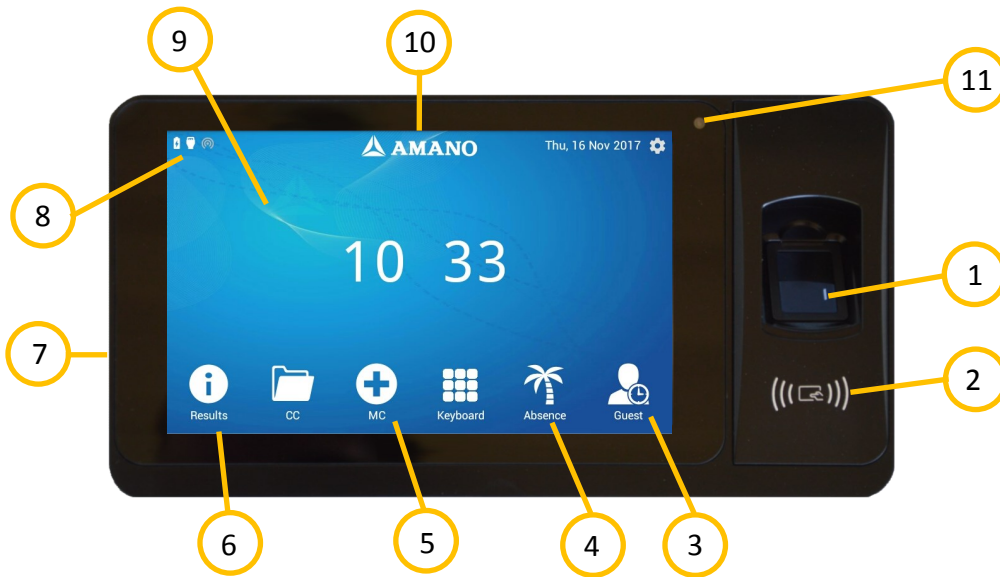 9
10
11
AMANO
Thu, 16 Nov 2017
8
10 33
1
7
2
Results
CC
MC
Keyboard
Absence
Guest
6
5
4
3